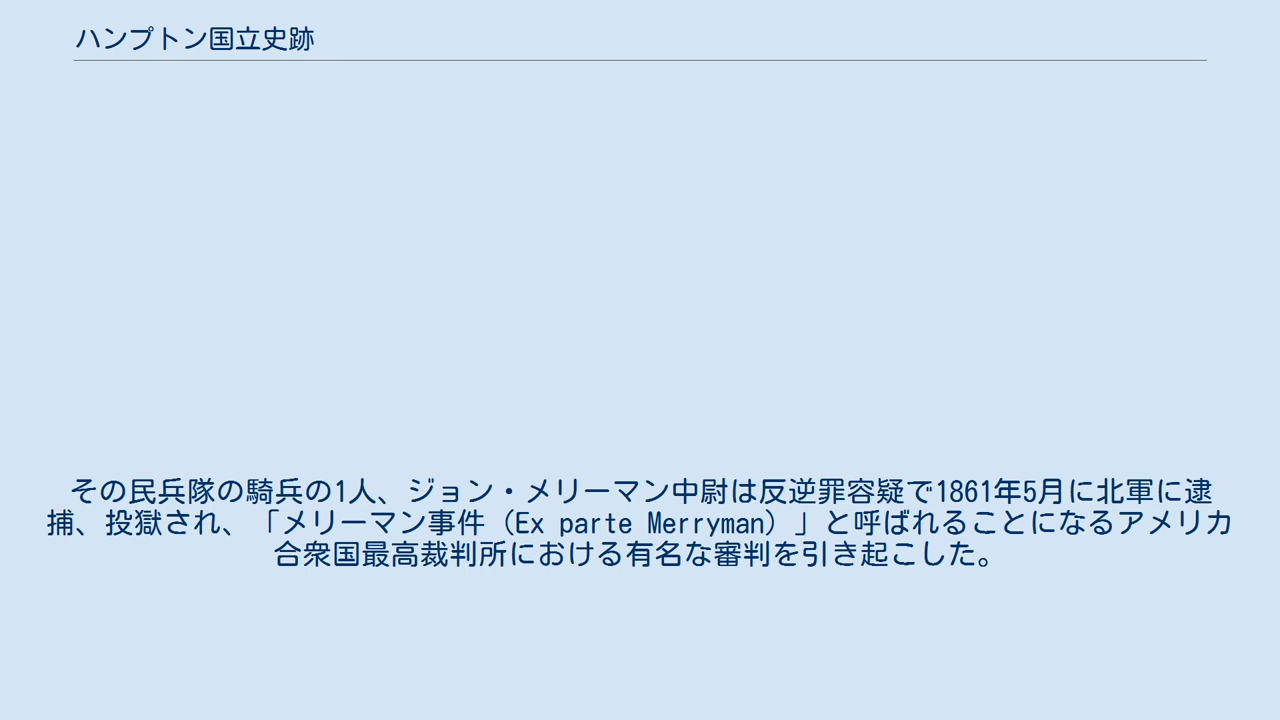 ハンプトン国立史跡
その民兵隊の騎兵の1人、ジョン・メリーマン中尉は反逆罪容疑で1861年5月に北軍に逮
捕、投獄され、「メリーマン事件（Ex parte Merryman）」と呼ばれることになるアメリカ
合衆国最高裁判所における有名な審判を引き起こした。